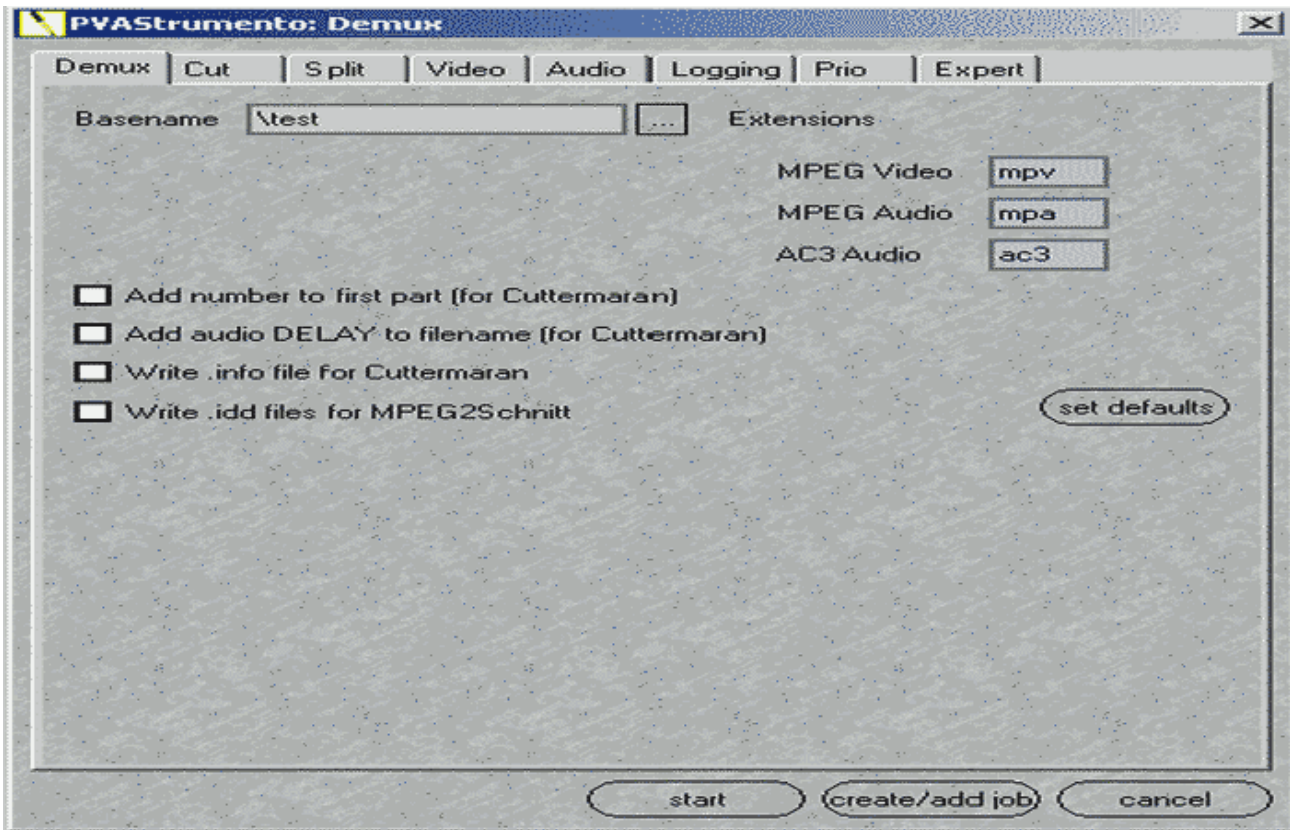 PVAStrumento: Demux
Demux Cut Split Video Audio Logging Prio Expert
Basename \test ... Extensions
MPEG Video mpv
MPEG Audio mpa
AC3 Audio ac3
Add number to first part (for Cuttermaran)
Add audio DELAY to filename (for Cuttermaran)
Write .info file for Cuttermaran
Write .idd files for MPEG2Schnitt
set defaults
start create/add job cancel